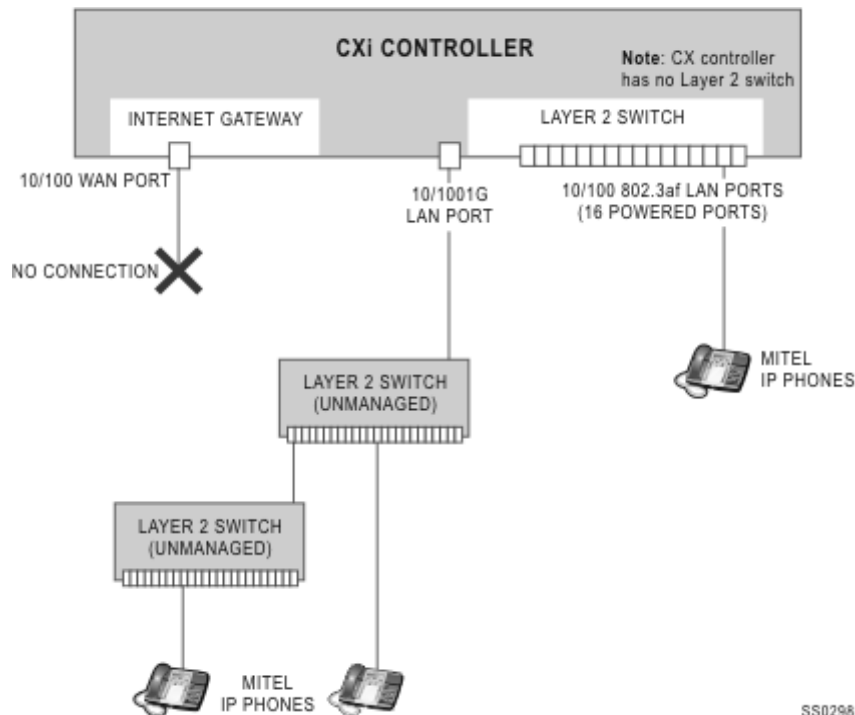 CXi CONTROLLER
Note: CX controller
has no Layer 2 switch
INTERNET GATEWAY
LAYER 2 SWITCH
10/100 WAN PORT
10/1001G
LAN PORT
10/100 802.3af LAN PORTS
(16 POWERED PORTS)
NO CONNECTION
MITEL
IP PHONES
LAYER 2 SWITCH
(UNMANAGED)
LAYER 2 SWITCH
(UNMANAGED)
MITEL
IP PHONES
SS0298